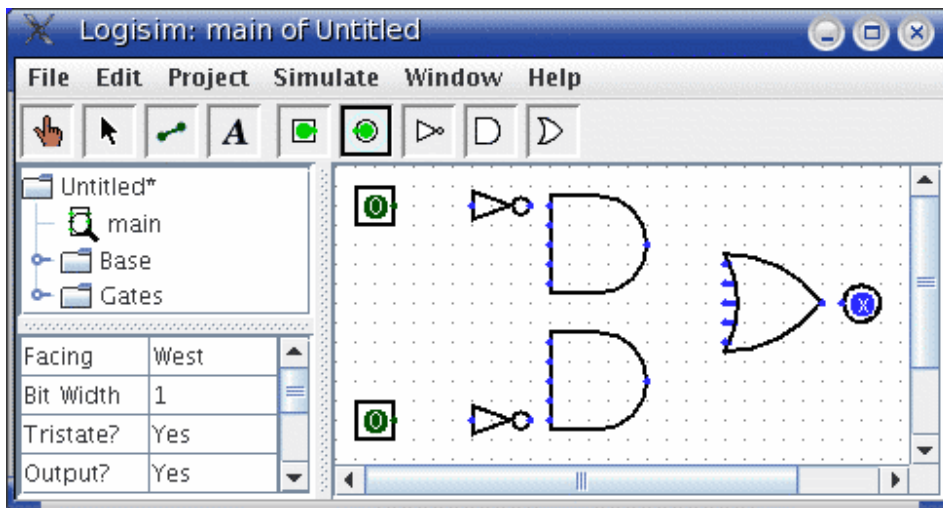 Logisim: main of Untitled
File Edit Project Simulate Window Help
A
Untitled*
main
Base
Gates
Facing West
Bit Width 1
Tristate? Yes
Output? Yes
0
x
0